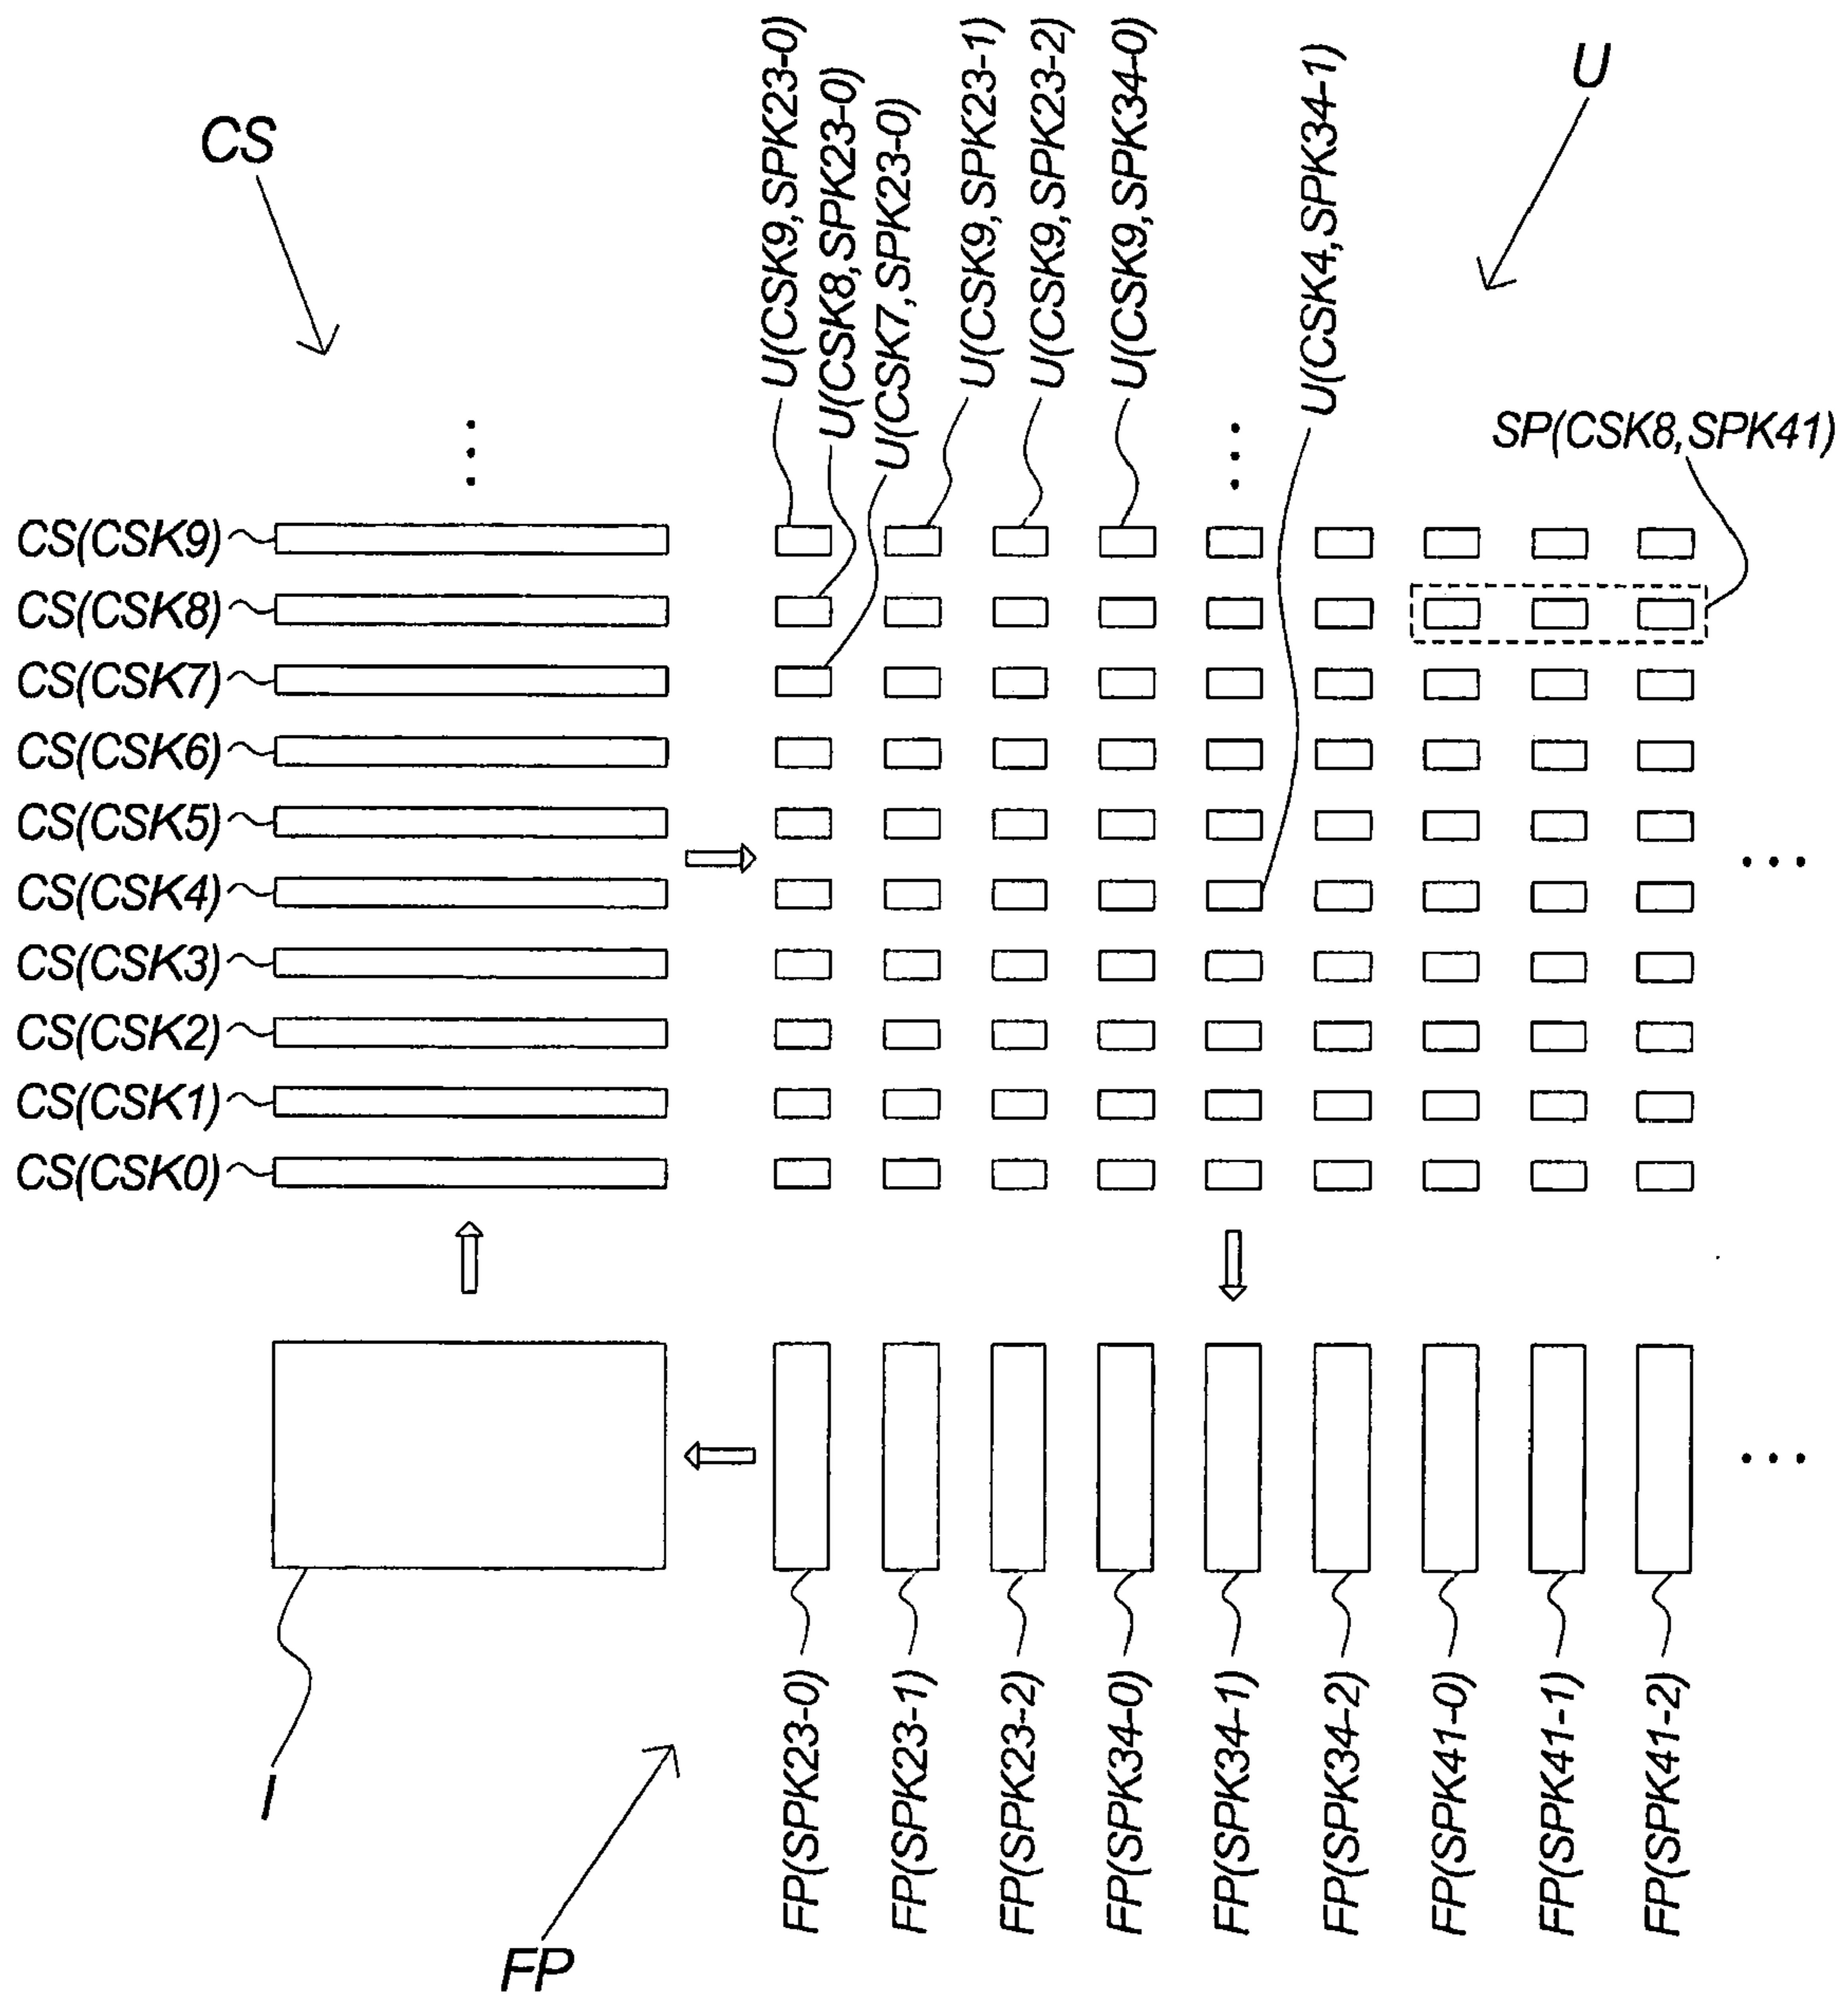 CS
U
U(CSK9,SPK23-0)
U(CSK8,SPK23-0)
U(CSK7,SPK23-0)
U(CSK9,SPK23-1)
U(CSK9,SPK23-2)
U(CSK9,SPK34-0)
U(CSK4,SPK34-1)
SP(CSK8,SPK41)
CS(CSK9)
CS(CSK8)
CS(CSK7)
CS(CSK6)
CS(CSK5)
CS(CSK4)
CS(CSK3)
CS(CSK2)
CS(CSK1)
CS(CSK0)
I
FP
FP(SPK23-0)
FP(SPK23-1)
FP(SPK23-2)
FP(SPK34-0)
FP(SPK34-1)
FP(SPK34-2)
FP(SPK41-0)
FP(SPK41-1)
FP(SPK41-2)